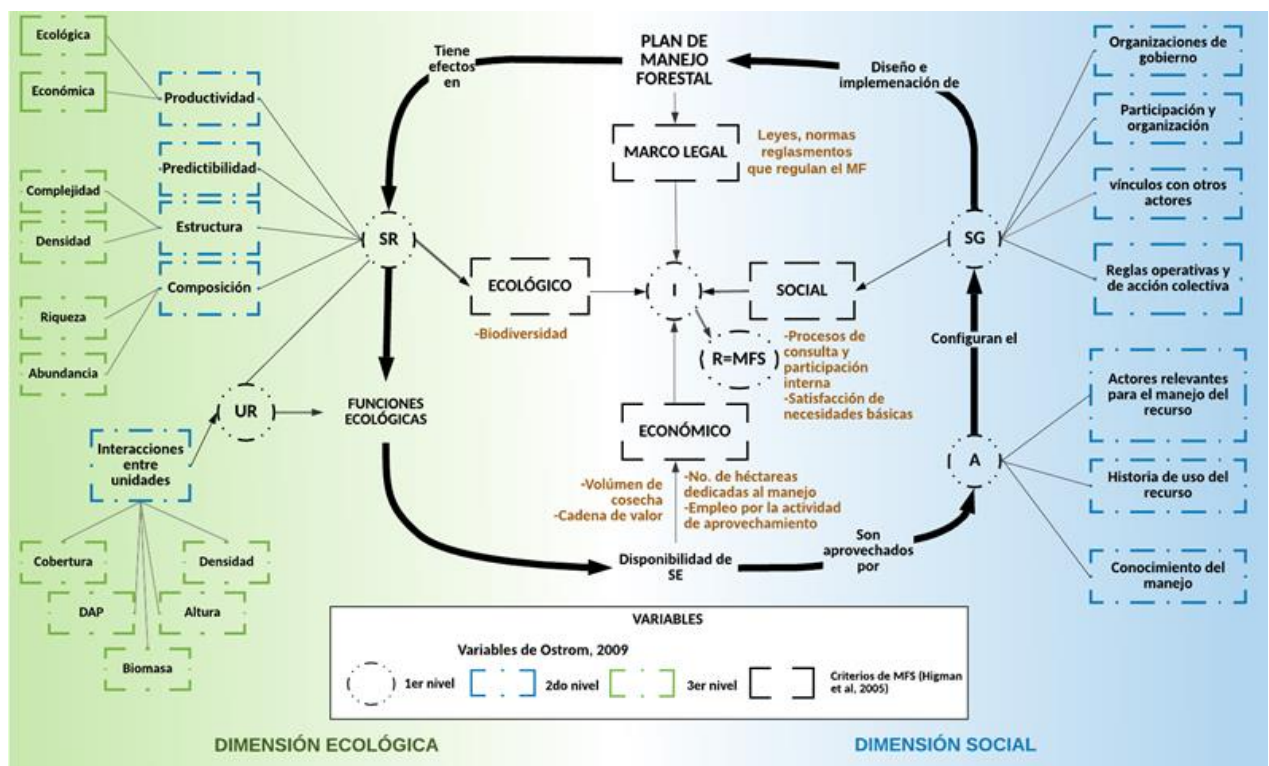 Ecológica
Económica
Productividad
Predictibilidad
Complejidad
Estructura
Densidad
Composición
Riqueza
Abundancia
UR
Interacciones
entre
unidades
Cobertura
Densidad
DAP
Altura
Biomasa
Tiene
efectos
en
SR
FUNCIONES
ECOLÓGICAS
PLAN DE
MANEJO
FORESTAL
MARCO LEGAL
Leyes, normas
reglasmentos
que regulan el MF
ECOLÓGICO
-Biodiversidad
I
SOCIAL
R=MFS
-Procesos de
consulta y
participación
interna
-Satisfacción de
necesidades básicas
ECONÓMICO
-Volúmen de
cosecha
-Cadena de valor
-No. de héctareas
dedicadas al manejo
-Empleo por la actividad
de aprovechamiento
Disponibilidad de
SE
Son
aprovechados
por
Diseño e
implemenación de
SG
Configuran el
A
Organizaciones de
gobierno
Participación y
organización
vínculos con otros
actores
Reglas operativas y
de acción colectiva
Actores relevantes
para el manejo del
recurso
Historia de uso del
recurso
Conocimiento del
manejo
VARIABLES
Variables de Ostrom, 2009
1er nivel
2do nivel
3er nivel
Criterios de MFS (Higman
et al, 2005)
DIMENSIÓN ECOLÓGICA
DIMENSIÓN SOCIAL